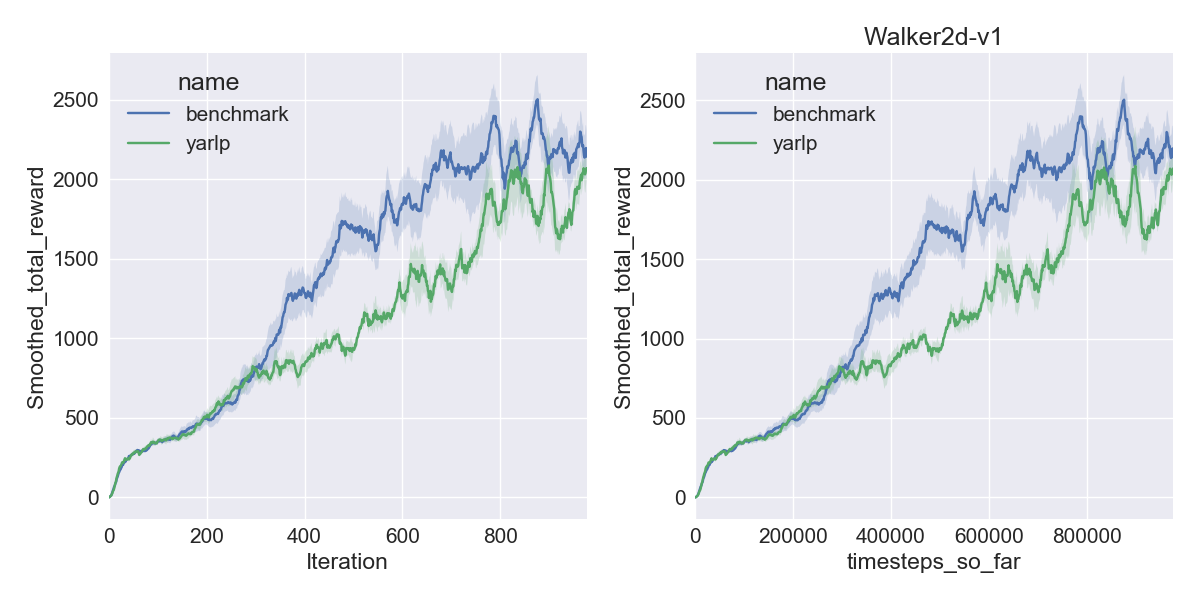 name
benchmark
yarlp
2500
2000
1500
1000
500
0
Smoothed_total_reward
0 200 400 600 800
Iteration
Walker2d-v1
name
benchmark
yarlp
2500
2000
1500
1000
500
0
Smoothed_total_reward
0 200000 400000 600000 800000
timesteps_so_far